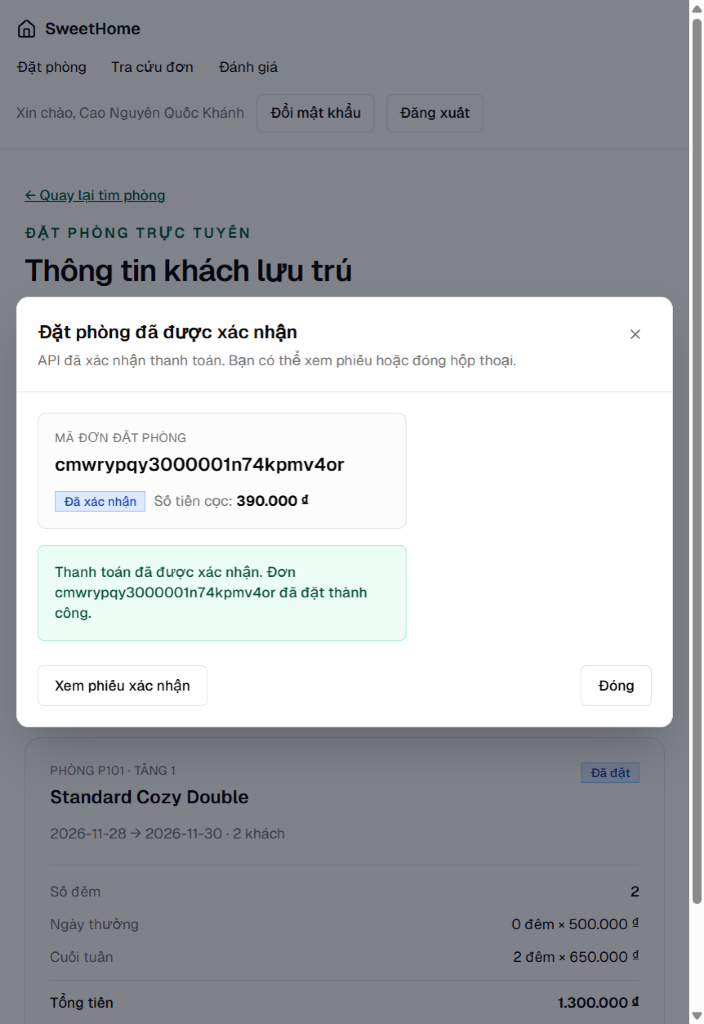 SweetHome
Đặt phòng Tra cứu đơn Đánh giá
Xin chào, Cao Nguyên Quốc Khánh Đổi mật khẩu Đăng xuất
← Quay lại tìm phòng
ĐẶT PHÒNG TRỰC TUYẾN
Thông tin khách lưu trú
Đặt phòng đã được xác nhận ×
API đã xác nhận thanh toán. Bạn có thể xem phiếu hoặc đóng hộp thoại.
MÃ ĐƠN ĐẶT PHÒNG
cmwrypqy3000001n74kpmv4or
Đã xác nhận Số tiền cọc: 390.000 ₫
Thanh toán đã được xác nhận. Đơn
cmwrypqy3000001n74kpmv4or đã đặt thành
công.
Xem phiếu xác nhận Đóng
PHÒNG P101 · TẦNG 1 Đã đặt
Standard Cozy Double
2026-11-28 → 2026-11-30 · 2 khách
Số đêm 2
Ngày thường 0 đêm × 500.000 ₫
Cuối tuần 2 đêm × 650.000 ₫
Tổng tiền 1.300.000 ₫